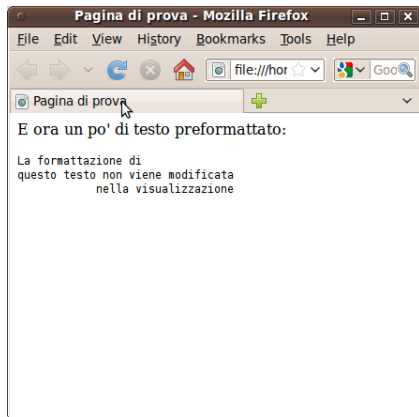 Pagina di prova - Mozilla Firefox
File Edit View History Bookmarks Tools Help
file:///hor Goo
Pagina di prova
E ora un po' di testo preformattato:
La formattazione di
questo testo non viene modificata
nella visualizzazione